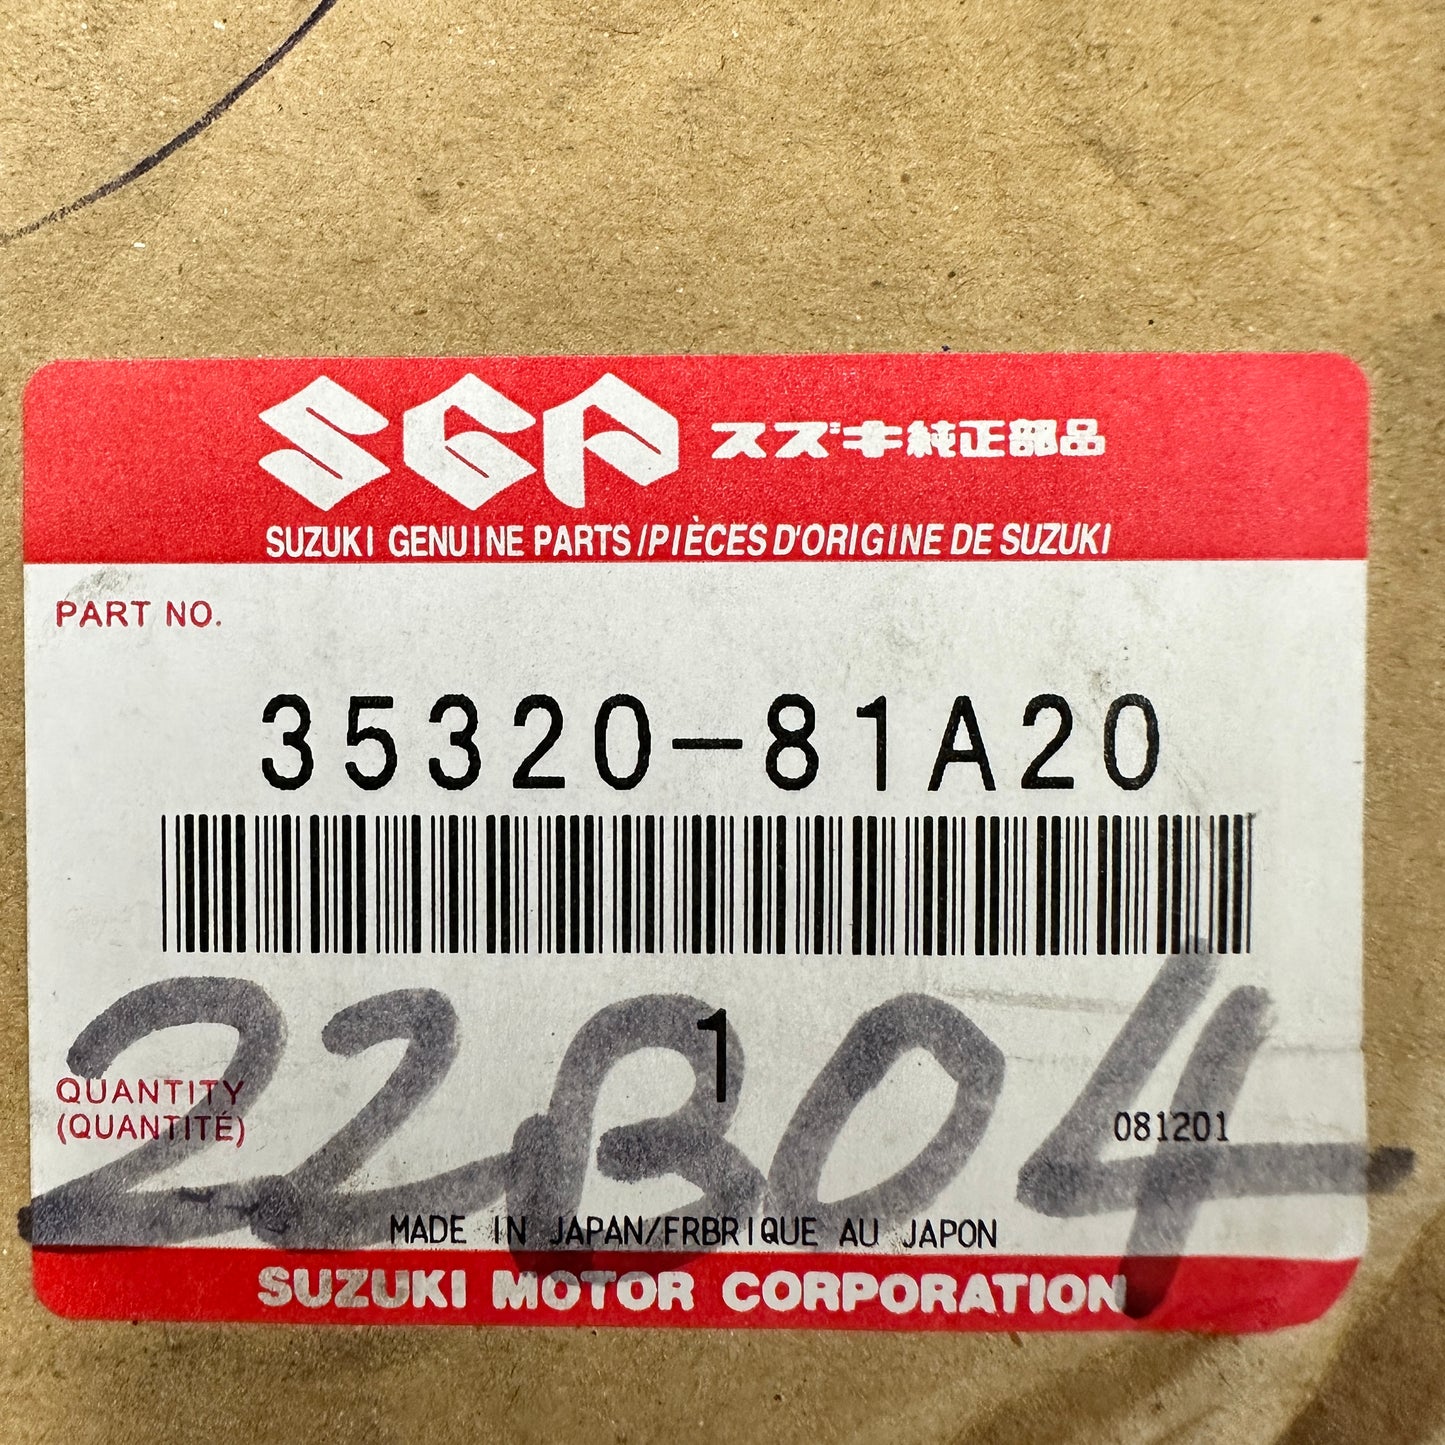 SGP スズキ純正部品
SUZUKI GENUINE PARTS/PIÈCES D'ORIGINE DE SUZUKI
PART NO.
35320-81A20
1
22B04
QUANTITY
(QUANTITÉ)
081201
MADE IN JAPAN/FRBRIQUE AU JAPON
SUZUKI MOTOR CORPORATION